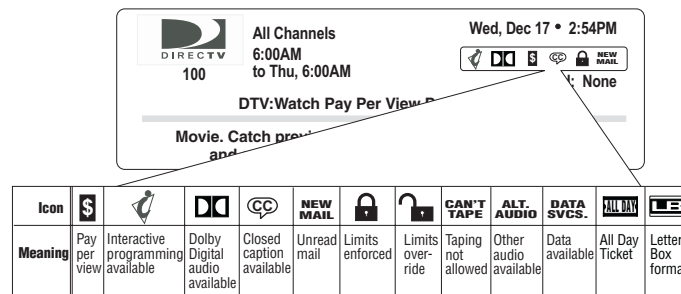 All Channels
Wed, Dec 17 • 2:54PM
DIRECTV
6:00AM
100
to Thu, 6:00AM
$ CC NEW MAIL
None
DTV:Watch Pay Per View
Movie. Catch
and
Icon $ CC NEW MAIL CAN'T TAPE ALT. AUDIO DATA SVCS. ALL DAY LB
Meaning
Pay per view
Interactive programming available
Dolby Digital audio available
Closed caption available
Unread mail
Limits enforced
Limits over-ride
Taping not allowed
Other audio available
Data available
All Day Ticket
Letter Box